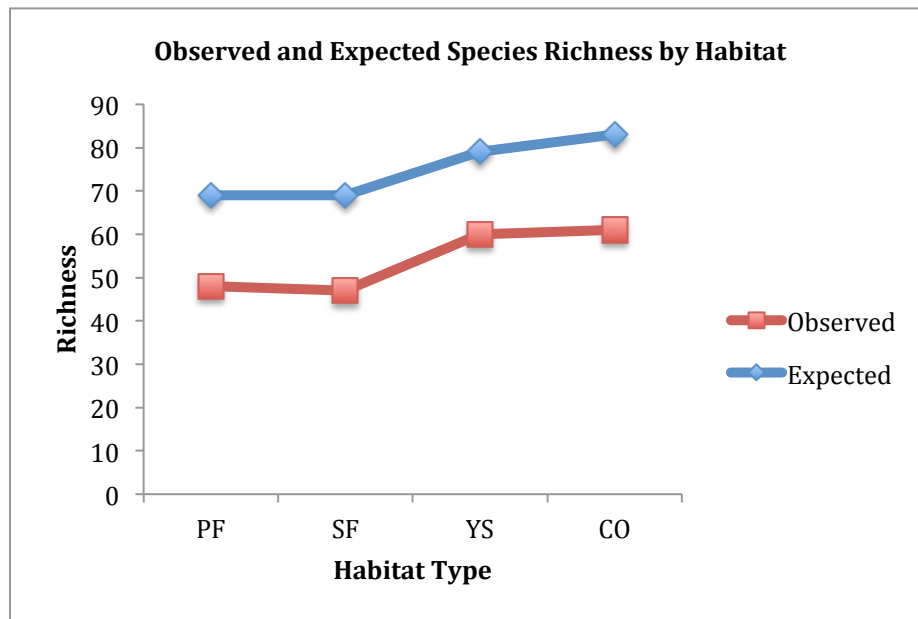 Observed and Expected Species Richness by Habitat
90
80
70
60
50
40
30
20
10
0
Richness
PF SF YS CO
Habitat Type
Observed
Expected